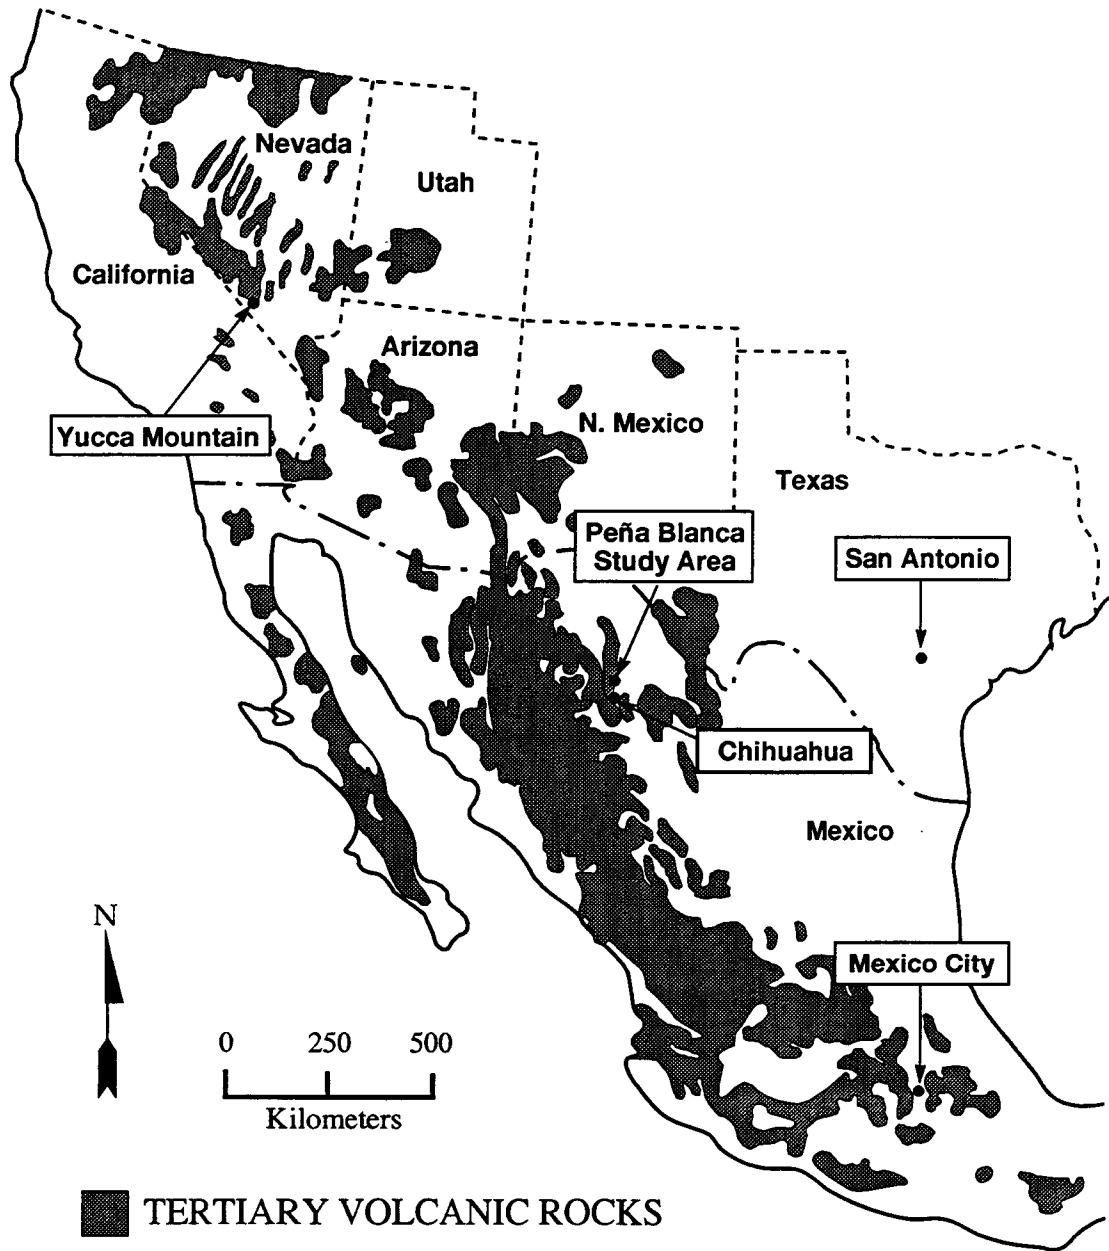 Nevada
Utah
California
Arizona
Yucca Mountain
N. Mexico
Texas
Peña Blanca
Study Area
San Antonio
Chihuahua
Mexico
N
Mexico City
0 250 500
Kilometers
TERTIARY VOLCANIC ROCKS